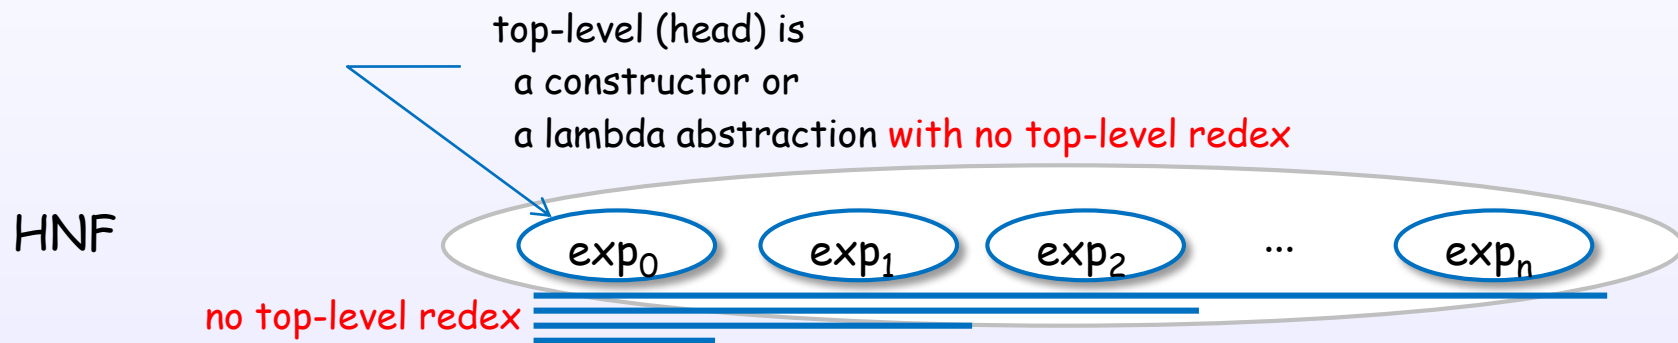 top-level (head) is
a constructor or
a lambda abstraction with no top-level redex
HNF
exp₀ exp₁ exp₂ ... expₙ
no top-level redex